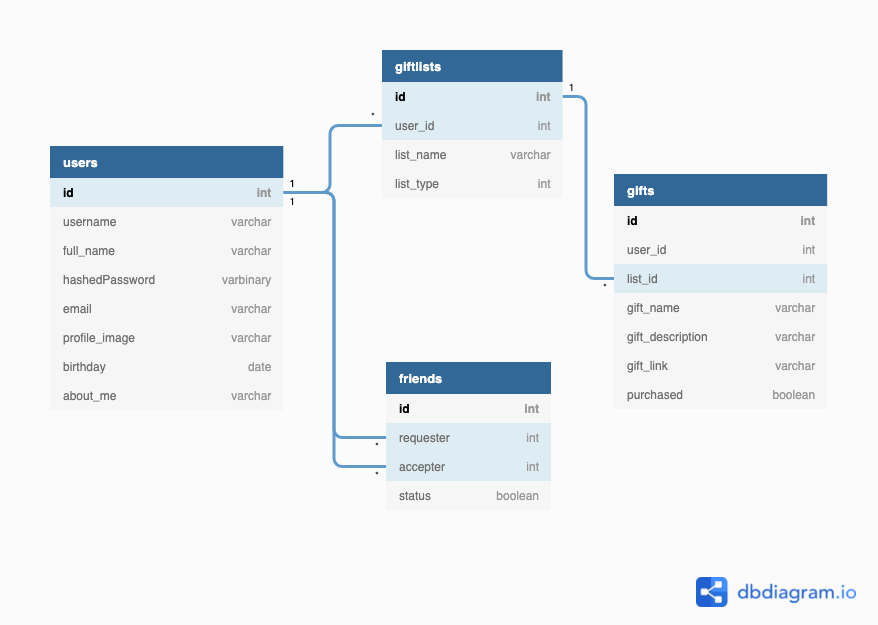 giftlists
id int
user_id int
list_name varchar
list_type int
1
*
users
id int
username varchar
full_name varchar
hashedPassword varbinary
email varchar
profile_image varchar
birthday date
about_me varchar
1
1
gifts
id int
user_id int
list_id int
gift_name varchar
gift_description varchar
gift_link varchar
purchased boolean
*
friends
id int
requester int
accepter int
status boolean
*
*
dbdiagram.io